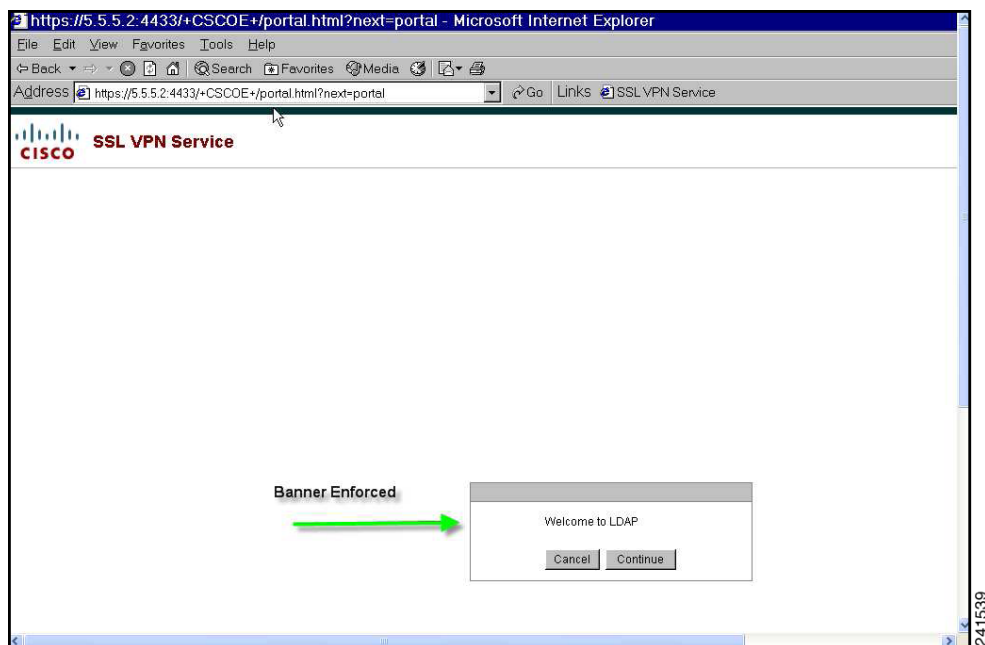 https://5.5.5.2:4433/+CSCOE+/portal.html?next=portal - Microsoft Internet Explorer
File Edit View Favorites Tools Help
Back Search Favorites Media
Address https://5.5.5.2:4433/+CSCOE+/portal.html?next=portal Go Links SSL VPN Service
CISCO SSL VPN Service
Banner Enforced
Welcome to LDAP
Cancel Continue
241539